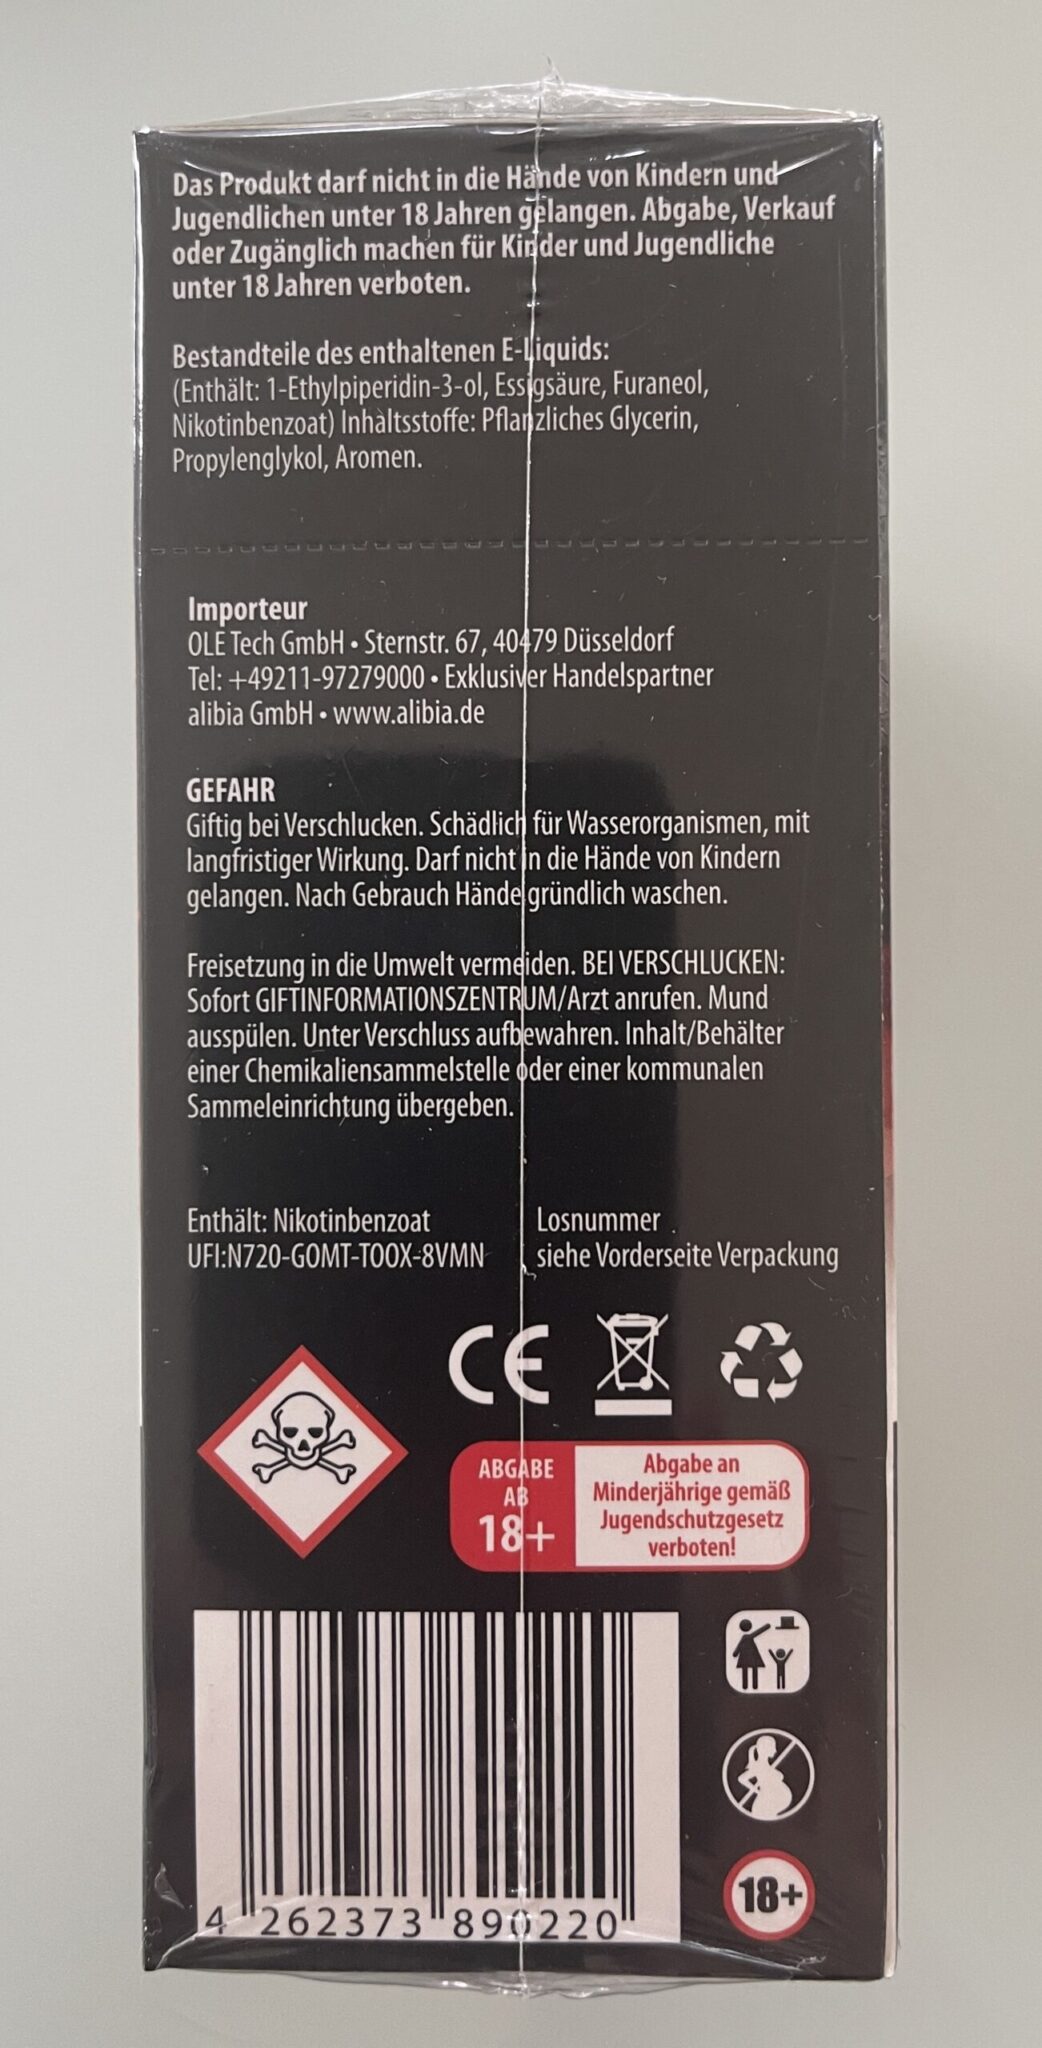 Das Produkt darf nicht in die Hände von Kindern und
Jugendlichen unter 18 Jahren gelangen. Abgabe, Verkauf
oder Zugänglich machen für Kinder und Jugendliche
unter 18 Jahren verboten.
Bestandteile des enthaltenen E-Liquids:
(Enthält: 1-Ethylpiperidin-3-ol, Essigsäure, Furaneol,
Nikotinbenzoat) Inhaltsstoffe: Pflanzliches Glycerin,
Propylenglykol, Aromen.
Importeur
OLE Tech GmbH • Sternstr. 67, 40479 Düsseldorf
Tel: +49211-97279000 • Exklusiver Handelspartner
alibia GmbH • www.alibia.de
GEFAHR
Giftig bei Verschlucken. Schädlich für Wasserorganismen, mit
langfristiger Wirkung. Darf nicht in die Hände von Kindern
gelangen. Nach Gebrauch Hände gründlich waschen.
Freisetzung in die Umwelt vermeiden. BEI VERSCHLUCKEN:
Sofort GIFTINFORMATIONSZENTRUM/Arzt anrufen. Mund
ausspülen. Unter Verschluss aufbewahren. Inhalt/Behälter
einer Chemikaliensammelstelle oder einer kommunalen
Sammeleinrichtung übergeben.
Enthält: Nikotinbenzoat
UFI:N720-GOMT-TOOX-8VMN
Losnummer
siehe Vorderseite Verpackung
CE
ABGABE
AB
18+
Abgabe an
Minderjährige gemäß
Jugendschutzgesetz
verboten!
4 262373 890220
18+